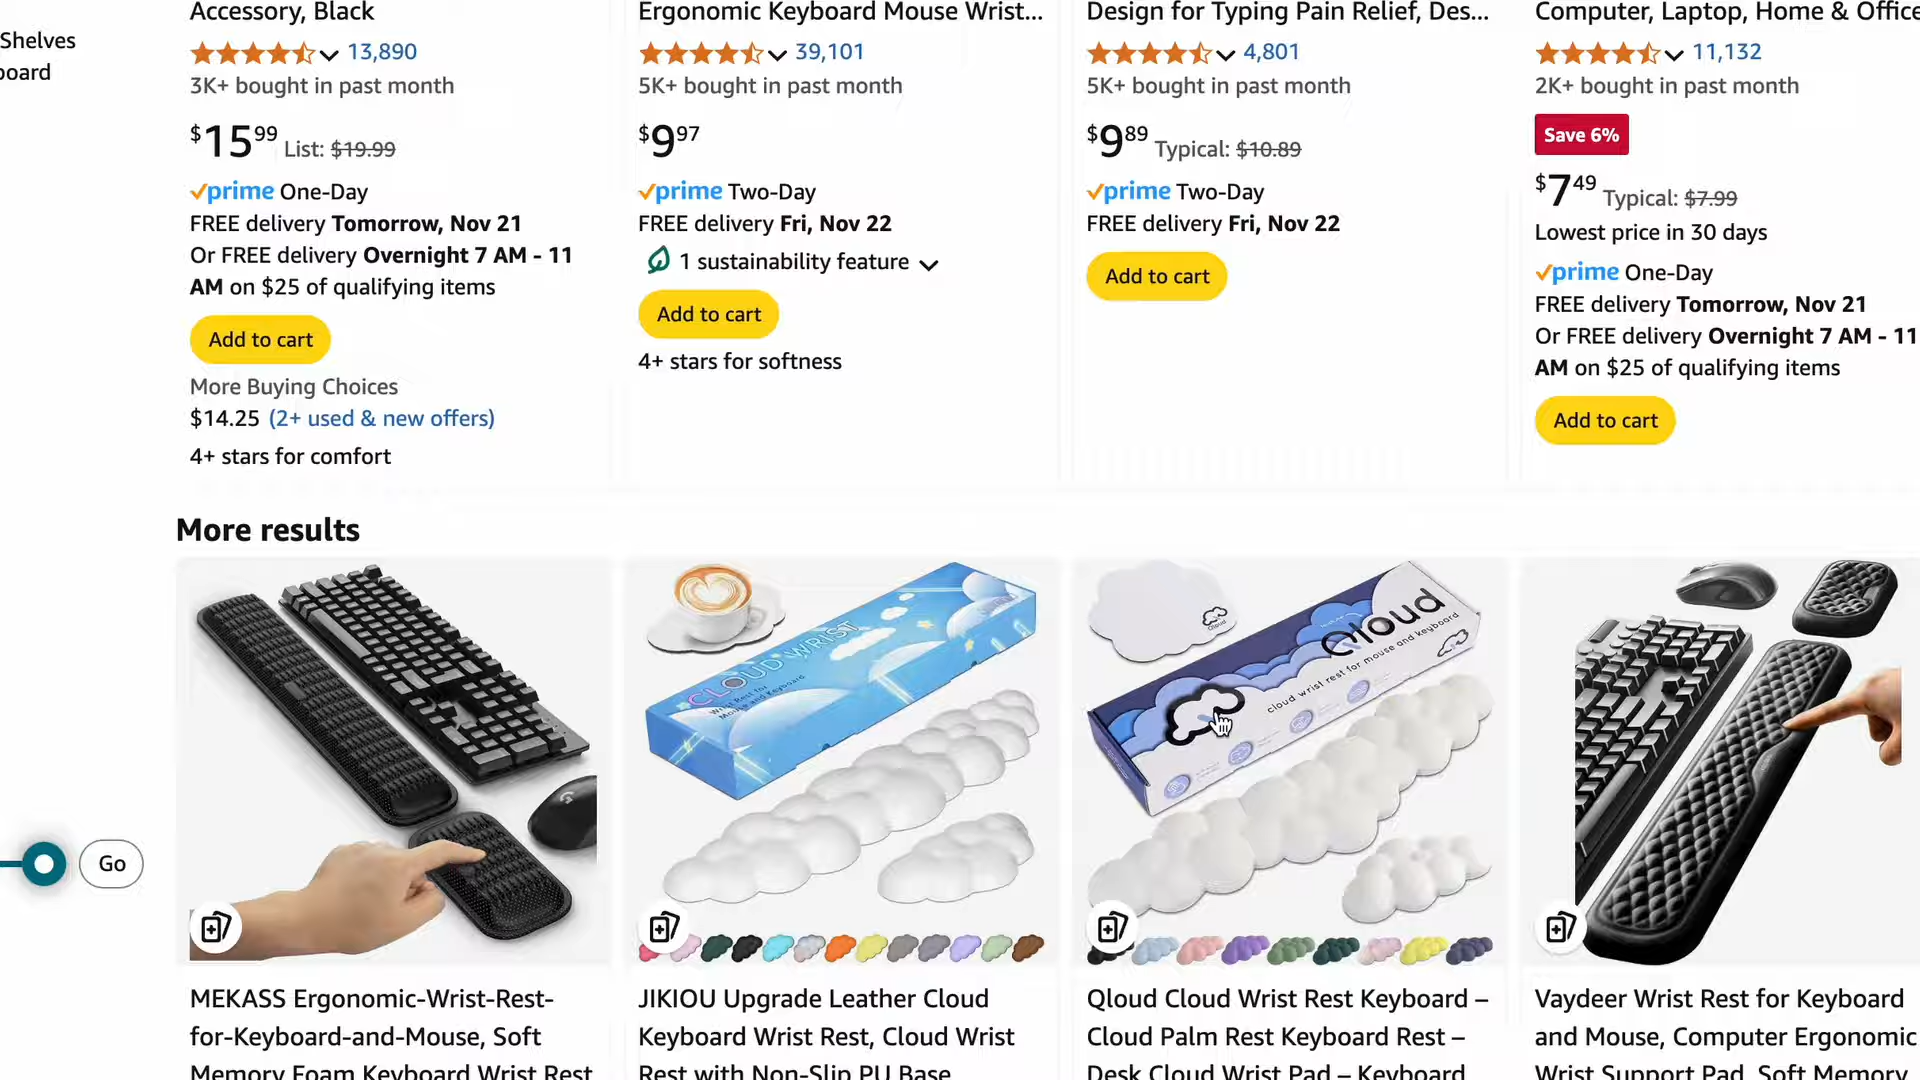 Shelves
board
Accessory, Black
13,890
3K+ bought in past month
$15.99 List: $19.99
prime One-Day
FREE delivery Tomorrow, Nov 21
Or FREE delivery Overnight 7 AM - 11
AM on $25 of qualifying items
Add to cart
More Buying Choices
$14.25 (2+ used & new offers)
4+ stars for comfort
Ergonomic Keyboard Mouse Wrist...
39,101
5K+ bought in past month
$9.97
prime Two-Day
FREE delivery Fri, Nov 22
1 sustainability feature
Add to cart
4+ stars for softness
Design for Typing Pain Relief, Des...
4,801
5K+ bought in past month
$9.89 Typical: $10.89
prime Two-Day
FREE delivery Fri, Nov 22
Add to cart
Computer, Laptop, Home & Office
11,132
2K+ bought in past month
Save 6%
$7.49 Typical: $7.99
Lowest price in 30 days
prime One-Day
FREE delivery Tomorrow, Nov 21
Or FREE delivery Overnight 7 AM - 11
AM on $25 of qualifying items
Add to cart
More results
Go
MEKASS Ergonomic-Wrist-Rest-
for-Keyboard-and-Mouse, Soft
Memory Foam Keyboard Wrist Rest
CLOUD WRIST
Wrist Rest for
Mouse and Keyboard
JIKIOU Upgrade Leather Cloud
Keyboard Wrist Rest, Cloud Wrist
Rest with Non-Slip PU Base
Qloud
Qloud
cloud wrist rest for mouse and keyboard
Qloud Cloud Wrist Rest Keyboard –
Cloud Palm Rest Keyboard Rest –
Desk Cloud Wrist Pad – Keyboard
Vaydeer Wrist Rest for Keyboard
and Mouse, Computer Ergonomic
Wrist Support Pad, Soft Memory